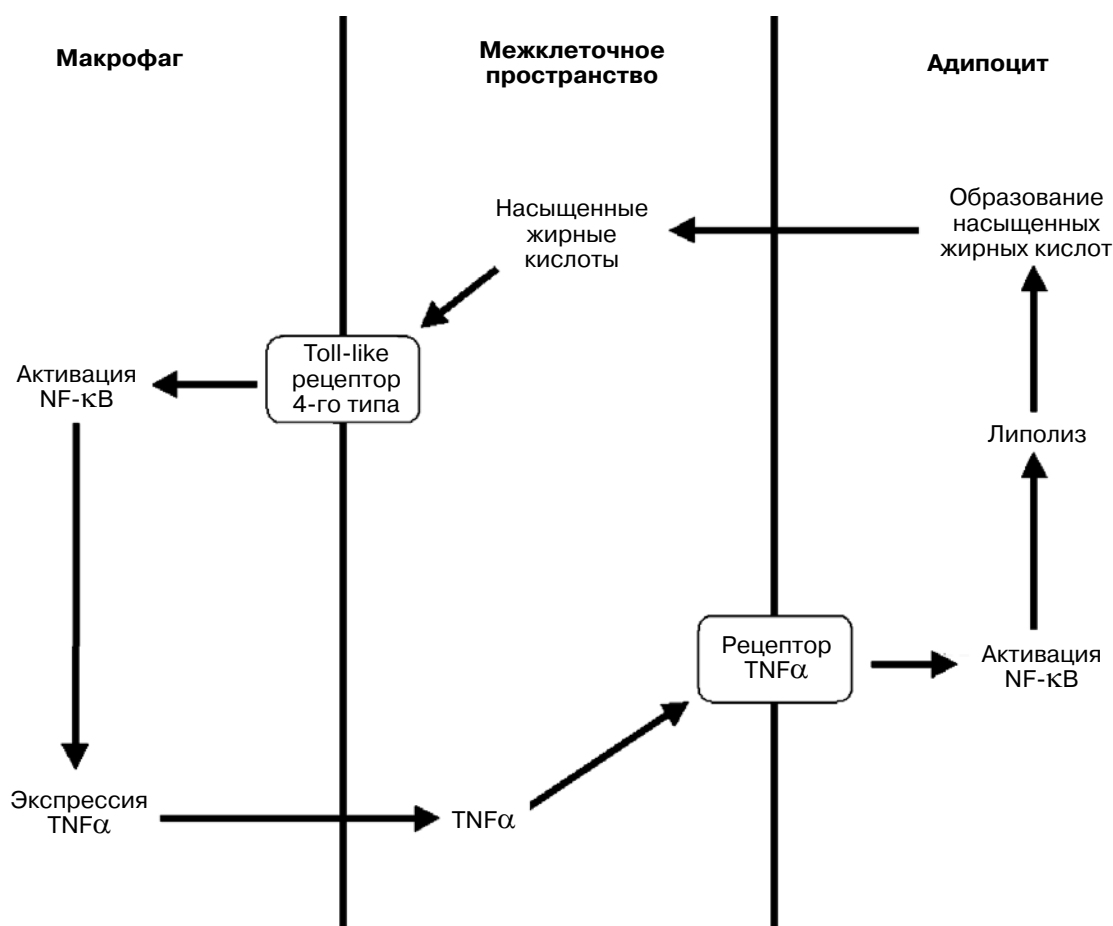 Макрофаг
Межклеточное
пространство
Адипоцит
Образование
насыщенных
жирных кислот
Насыщенные
жирные
кислоты
Toll-like
рецептор
4-го типа
Активация
NF-κB
Липолиз
Рецептор
TNFα
Активация
NF-κB
Экспрессия
TNFα
TNFα